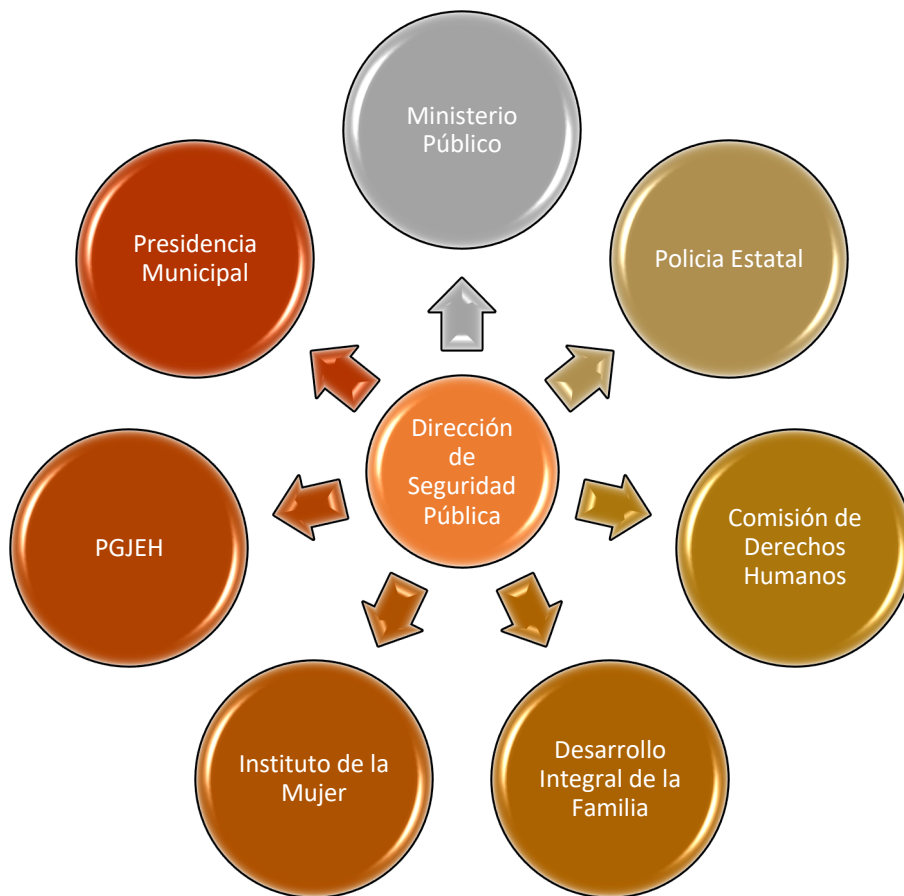 Ministerio
Público
Policia Estatal
Comisión de
Derechos
Humanos
Desarrollo
Integral de la
Familia
Instituto de la
Mujer
PGJEH
Presidencia
Municipal
Dirección
de
Seguridad
Pública